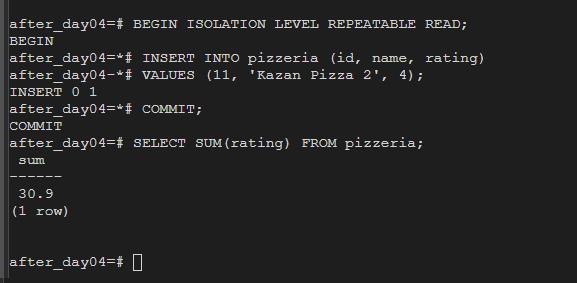 after_day04=# BEGIN ISOLATION LEVEL REPEATABLE READ;
BEGIN
after_day04=*# INSERT INTO pizzeria (id, name, rating)
after_day04-*# VALUES (11, 'Kazan Pizza 2', 4);
INSERT 0 1
after_day04=*# COMMIT;
COMMIT
after_day04=# SELECT SUM(rating) FROM pizzeria;
 sum
------
 30.9
(1 row)
after_day04=#